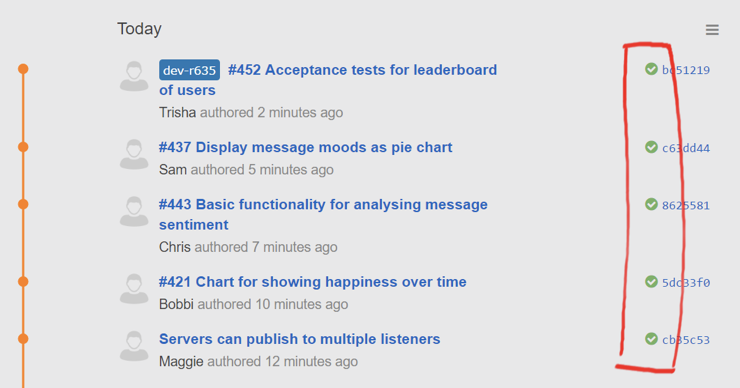 Today
dev-r635 #452 Acceptance tests for leaderboard
of users
bd51219
Trisha authored 2 minutes ago
#437 Display message moods as pie chart
c63dd44
Sam authored 5 minutes ago
#443 Basic functionality for analysing message
sentiment
8625581
Chris authored 7 minutes ago
#421 Chart for showing happiness over time
5dc33f0
Bobbi authored 10 minutes ago
Servers can publish to multiple listeners
cb35c53
Maggie authored 12 minutes ago